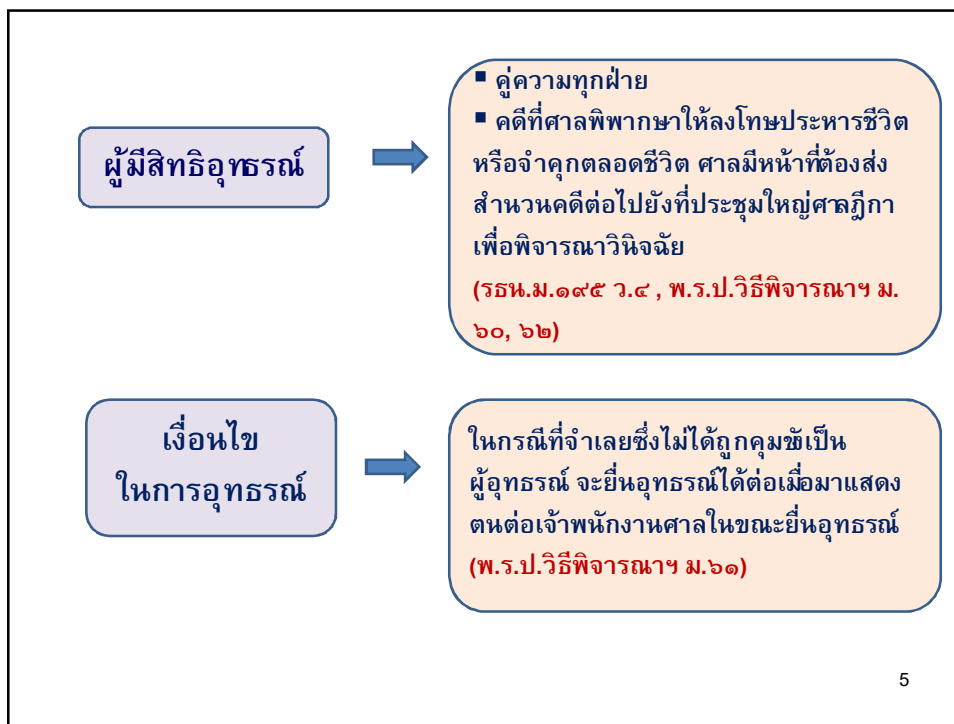 ผู้มีสิทธิอุทธรณ์
▪ คู่ความทุกฝ่าย
▪ คดีที่ศาลพิพากษาให้ลงโทษประหารชีวิต
หรือจำคุกตลอดชีวิต ศาลมีหน้าที่ต้องส่ง
สำนวนคดีต่อไปยังที่ประชุมใหญ่ศาลฎีกา
เพื่อพิจารณาวินิจฉัย
(รธน.ม.๑๙๕ ว.๔ , พ.ร.ป.วิธีพิจารณาฯ ม.
๖๐, ๖๒)
เงื่อนไข
ในการอุทธรณ์
ในกรณีที่จำเลยซึ่งไม่ได้ถูกคุมขังเป็น
ผู้อุทธรณ์ จะยื่นอุทธรณ์ได้ต่อเมื่อมาแสดง
ตนต่อเจ้าพนักงานศาลในขณะยื่นอุทธรณ์
(พ.ร.ป.วิธีพิจารณาฯ ม.๖๑)
5